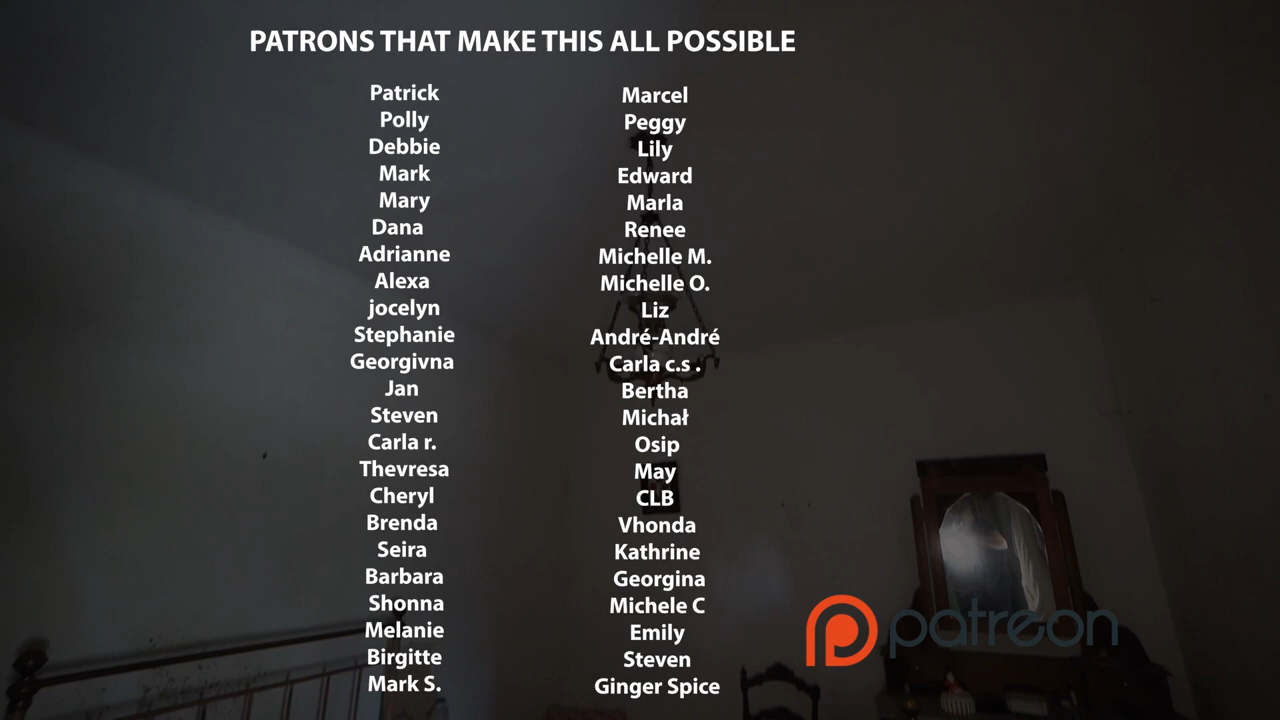 PATRONS THAT MAKE THIS ALL POSSIBLE
Patrick
Polly
Debbie
Mark
Mary
Dana
Adrianne
Alexa
jocelyn
Stephanie
Georgivna
Jan
Steven
Carla r.
Thevresa
Cheryl
Brenda
Seira
Barbara
Shonna
Melanie
Birgitte
Mark S.
Marcel
Peggy
Lily
Edward
Marla
Renee
Michelle M.
Michelle O.
Liz
André-André
Carla c.s .
Bertha
Michał
Osip
May
CLB
Vhonda
Kathrine
Georgina
Michele C
Emily
Steven
Ginger Spice
patreon